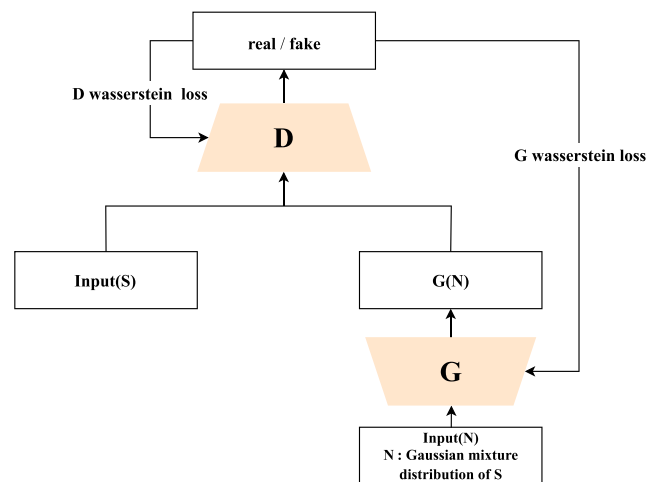 real / fake
D wasserstein loss
D
G wasserstein loss
Input(S)
G(N)
G
Input(N)
N : Gaussian mixture
distribution of S